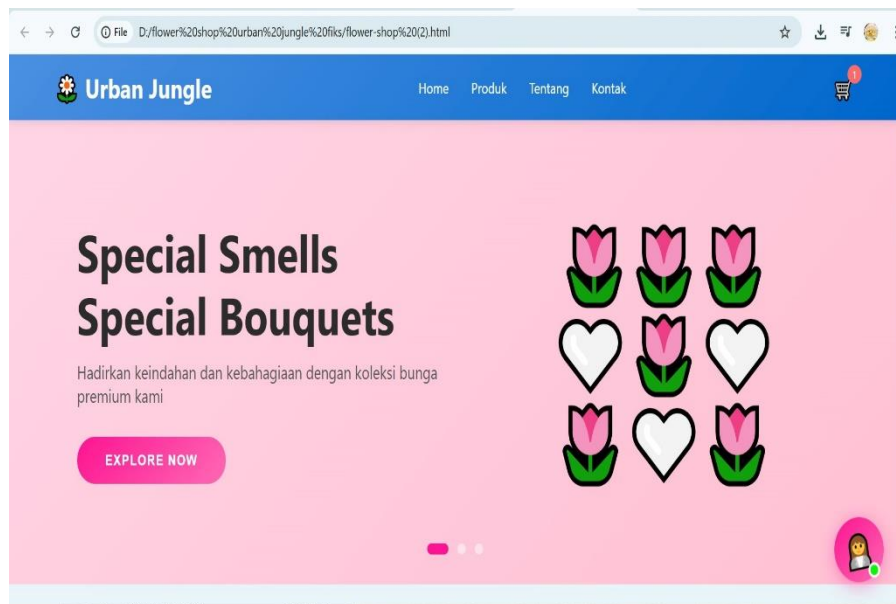 File D:/flower%20shop%20urban%20jungle%20fiks/flower-shop%20(2).html
Urban Jungle
Home Produk Tentang Kontak
1
Special Smells
Special Bouquets
Hadirkan keindahan dan kebahagiaan dengan koleksi bunga
premium kami
EXPLORE NOW